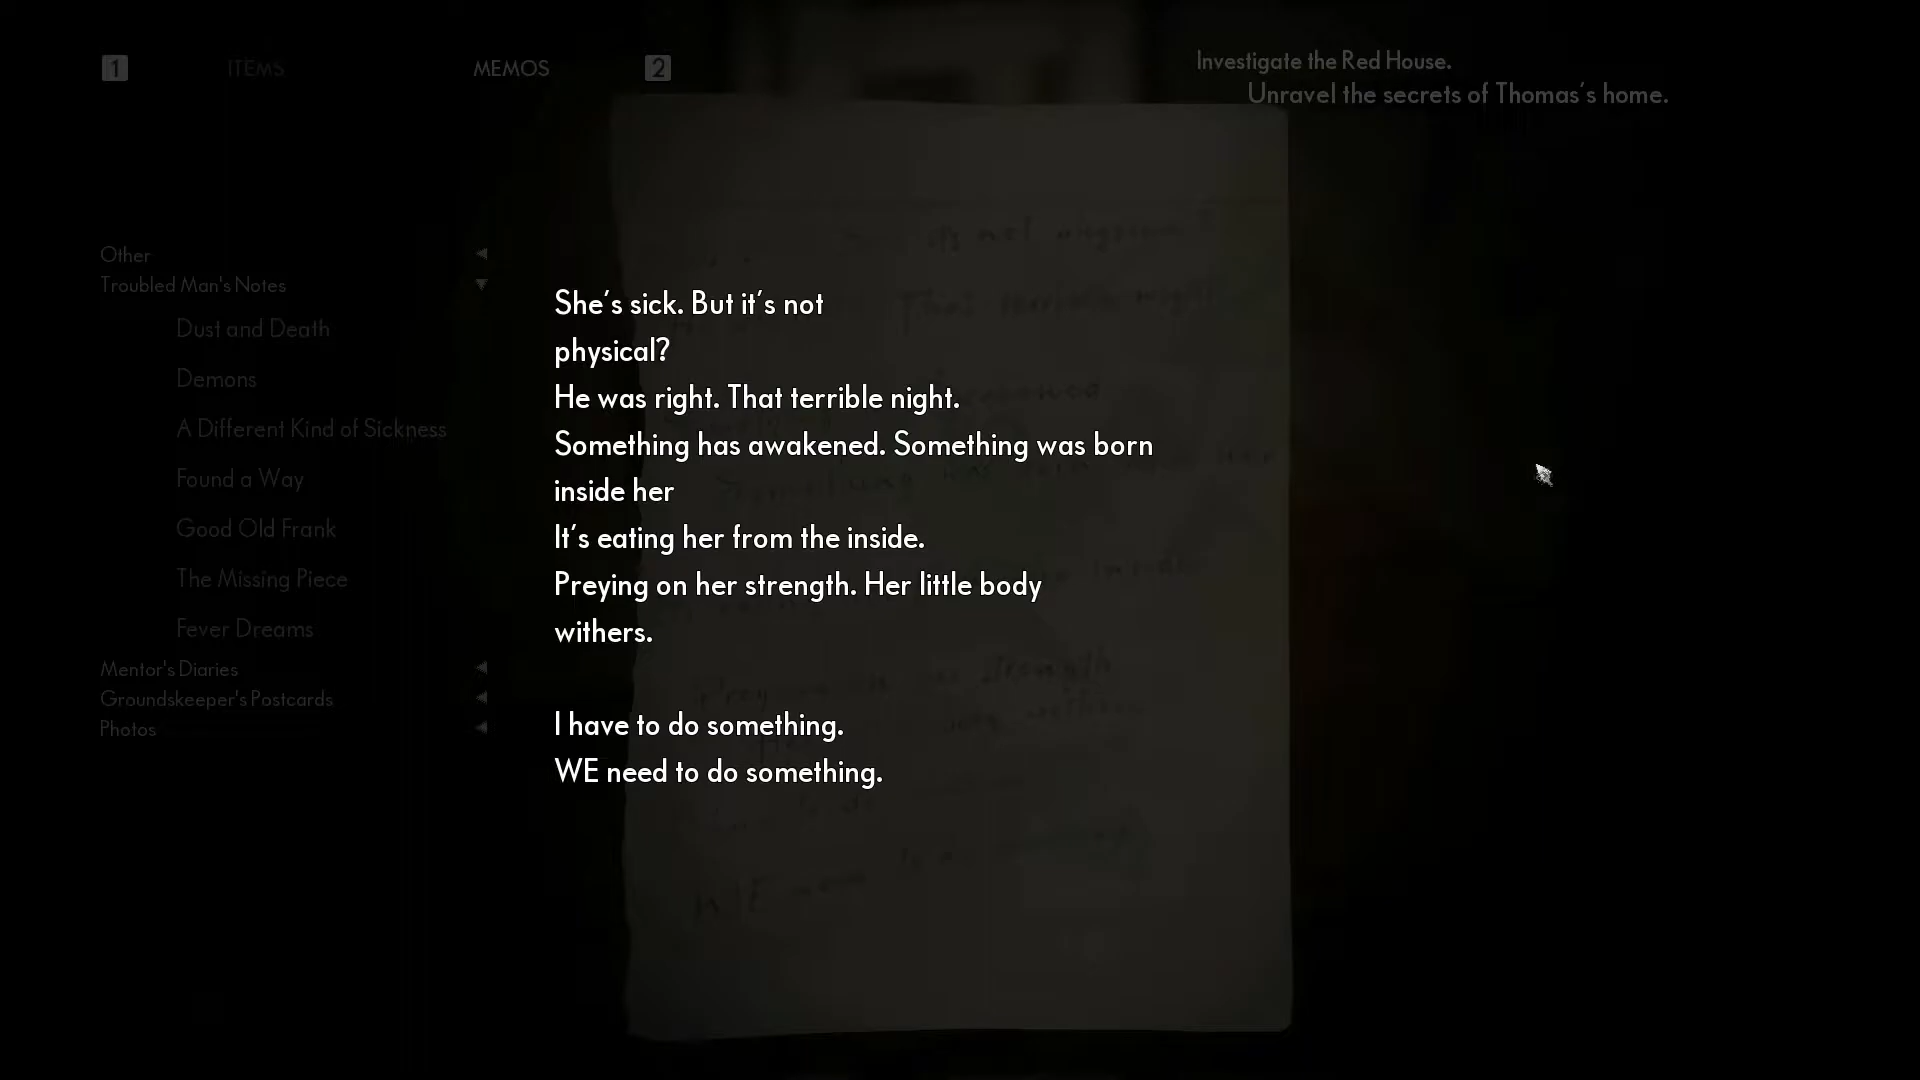 1 ITEMS MEMOS 2
Investigate the Red House.
Unravel the secrets of Thomas's home.
Other
Troubled Man's Notes
Dust and Death
Demons
A Different Kind of Sickness
Found a Way
Good Old Frank
The Missing Piece
Fever Dreams
Mentor's Diaries
Groundskeeper's Postcards
Photos
She's sick. But it's not
physical?
He was right. That terrible night.
Something has awakened. Something was born
inside her
It's eating her from the inside.
Preying on her strength. Her little body
withers.
I have to do something.
WE need to do something.